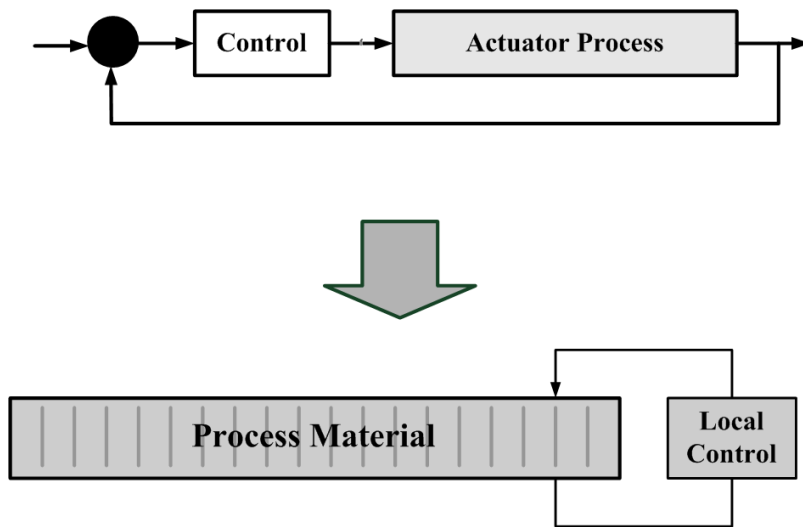 Control
Actuator Process
Process Material
Local
Control